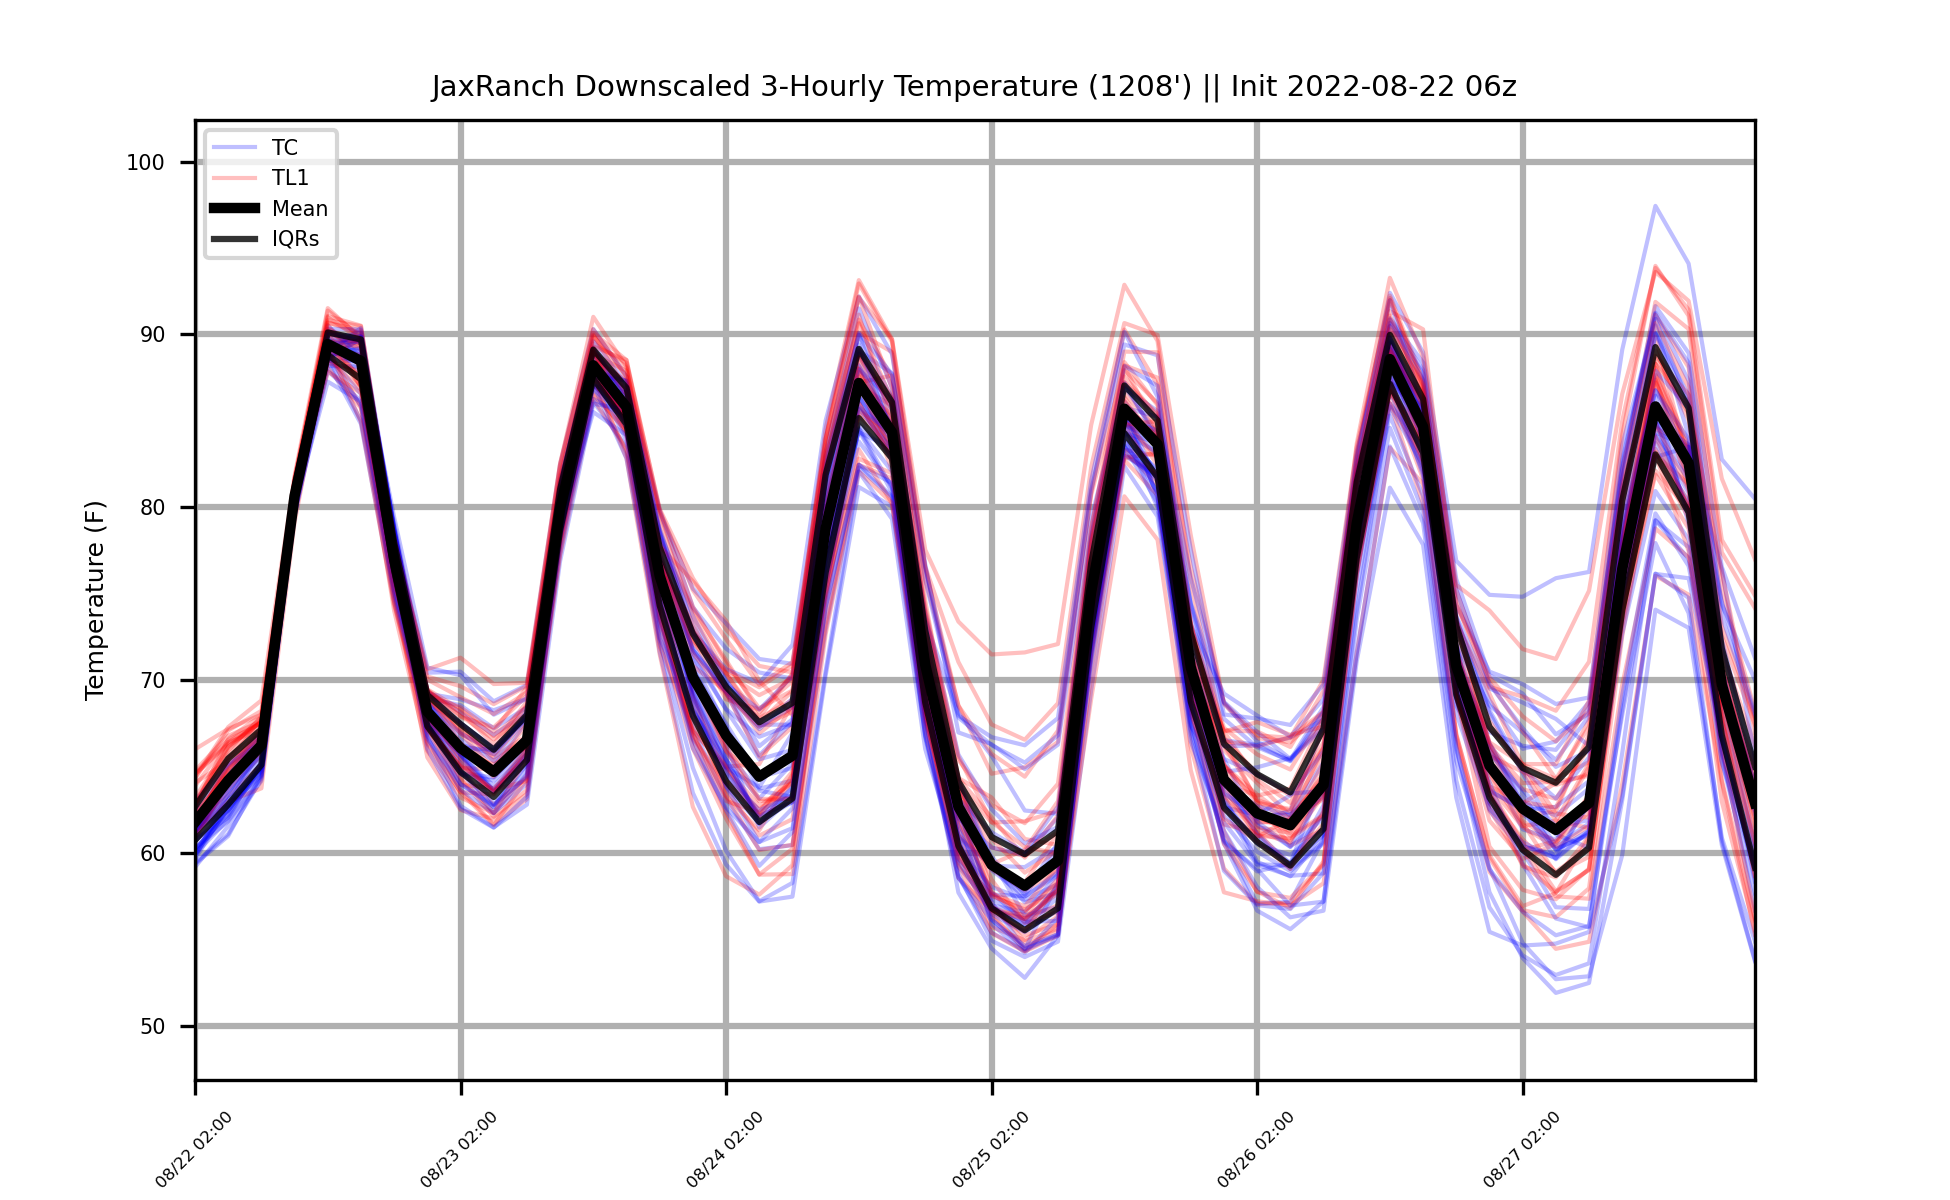 JaxRanch Downscaled 3-Hourly Temperature (1208') || Init 2022-08-22 06z
TC
TL1
Mean
IQRs
Temperature (F)
100
90
80
70
60
50
08/22 02:00
08/23 02:00
08/24 02:00
08/25 02:00
08/26 02:00
08/27 02:00